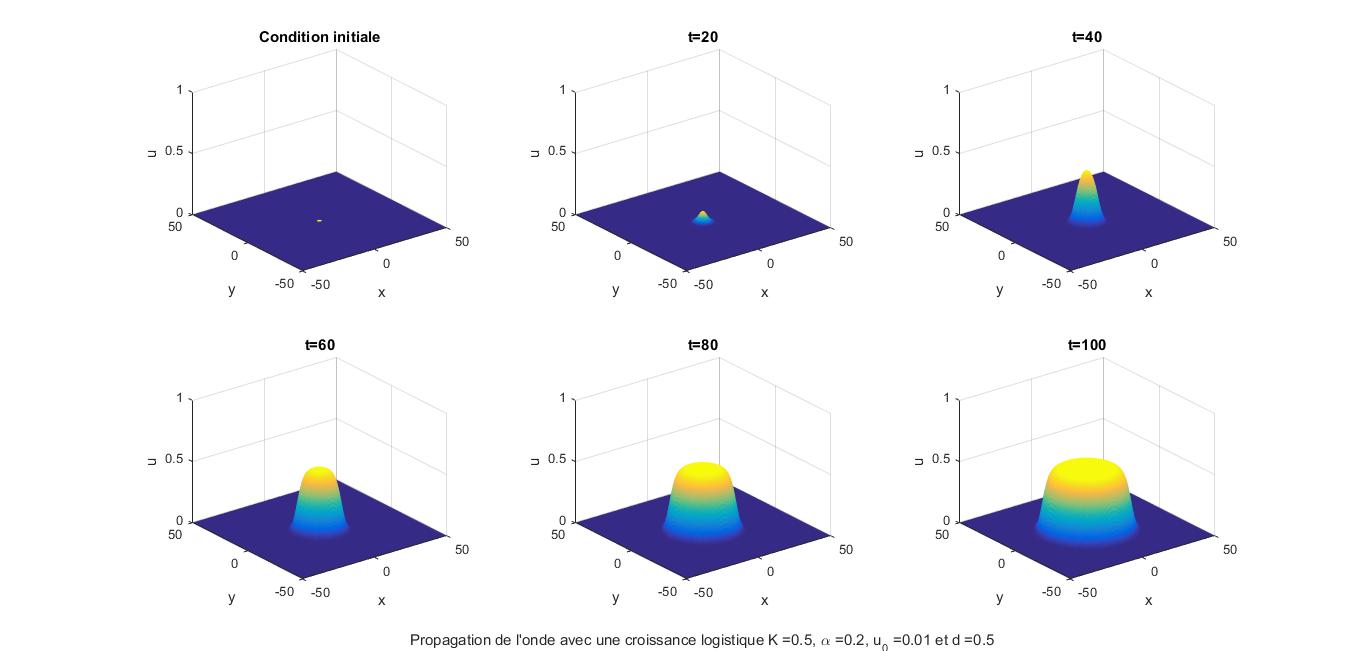 Condition initiale
t=20
t=40
1
0.5
0
u
50
0
-50
y
-50
0
50
x
1
0.5
0
u
50
0
-50
y
-50
0
50
x
1
0.5
0
u
50
0
-50
y
-50
0
50
x
t=60
t=80
t=100
1
0.5
0
u
50
0
-50
y
-50
0
50
x
1
0.5
0
u
50
0
-50
y
-50
0
50
x
1
0.5
0
u
50
0
-50
y
-50
0
50
x
Propagation de l'onde avec une croissance logistique K =0.5, α =0.2, u₀ =0.01 et d =0.5